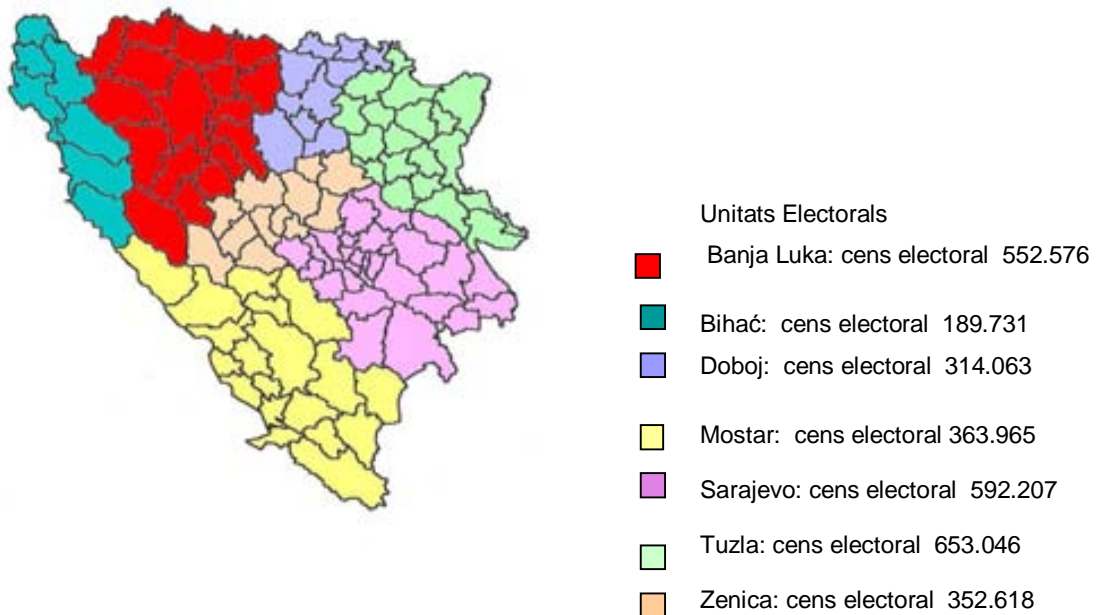 Unitats Electorals
Banja Luka: cens electoral 552.576
Bihać: cens electoral 189.731
Doboj: cens electoral 314.063
Mostar: cens electoral 363.965
Sarajevo: cens electoral 592.207
Tuzla: cens electoral 653.046
Zenica: cens electoral 352.618